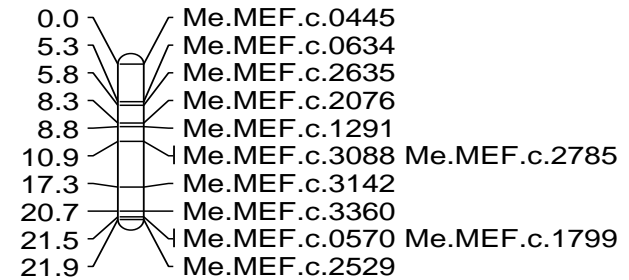 0.0 Me.MEF.c.0445
5.3 Me.MEF.c.0634
5.8 Me.MEF.c.2635
8.3 Me.MEF.c.2076
8.8 Me.MEF.c.1291
10.9 Me.MEF.c.3088 Me.MEF.c.2785
17.3 Me.MEF.c.3142
20.7 Me.MEF.c.3360
21.5 Me.MEF.c.0570 Me.MEF.c.1799
21.9 Me.MEF.c.2529